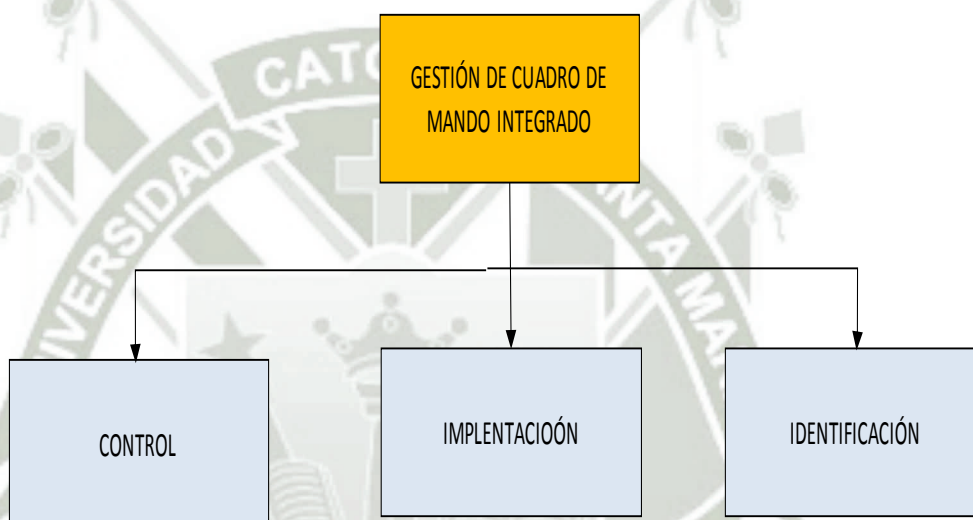 GESTIÓN DE CUADRO DE
MANDO INTEGRADO
CONTROL
IMPLENTACIOÓN
IDENTIFICACIÓN